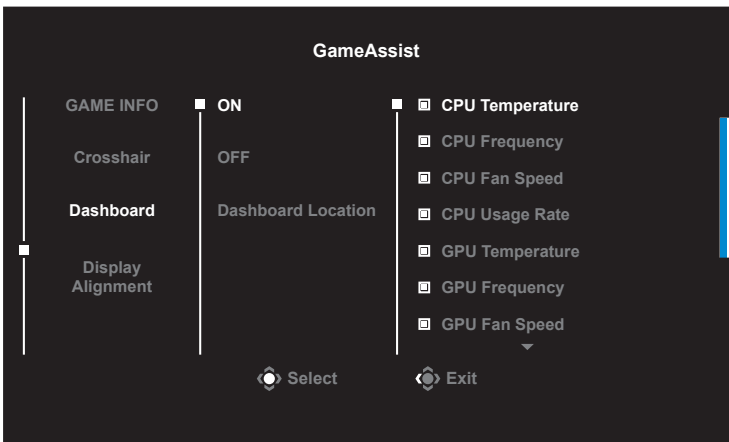 GameAssist
GAME INFO
Crosshair
Dashboard
Display
Alignment
ON
OFF
Dashboard Location
CPU Temperature
CPU Frequency
CPU Fan Speed
CPU Usage Rate
GPU Temperature
GPU Frequency
GPU Fan Speed
Select
Exit